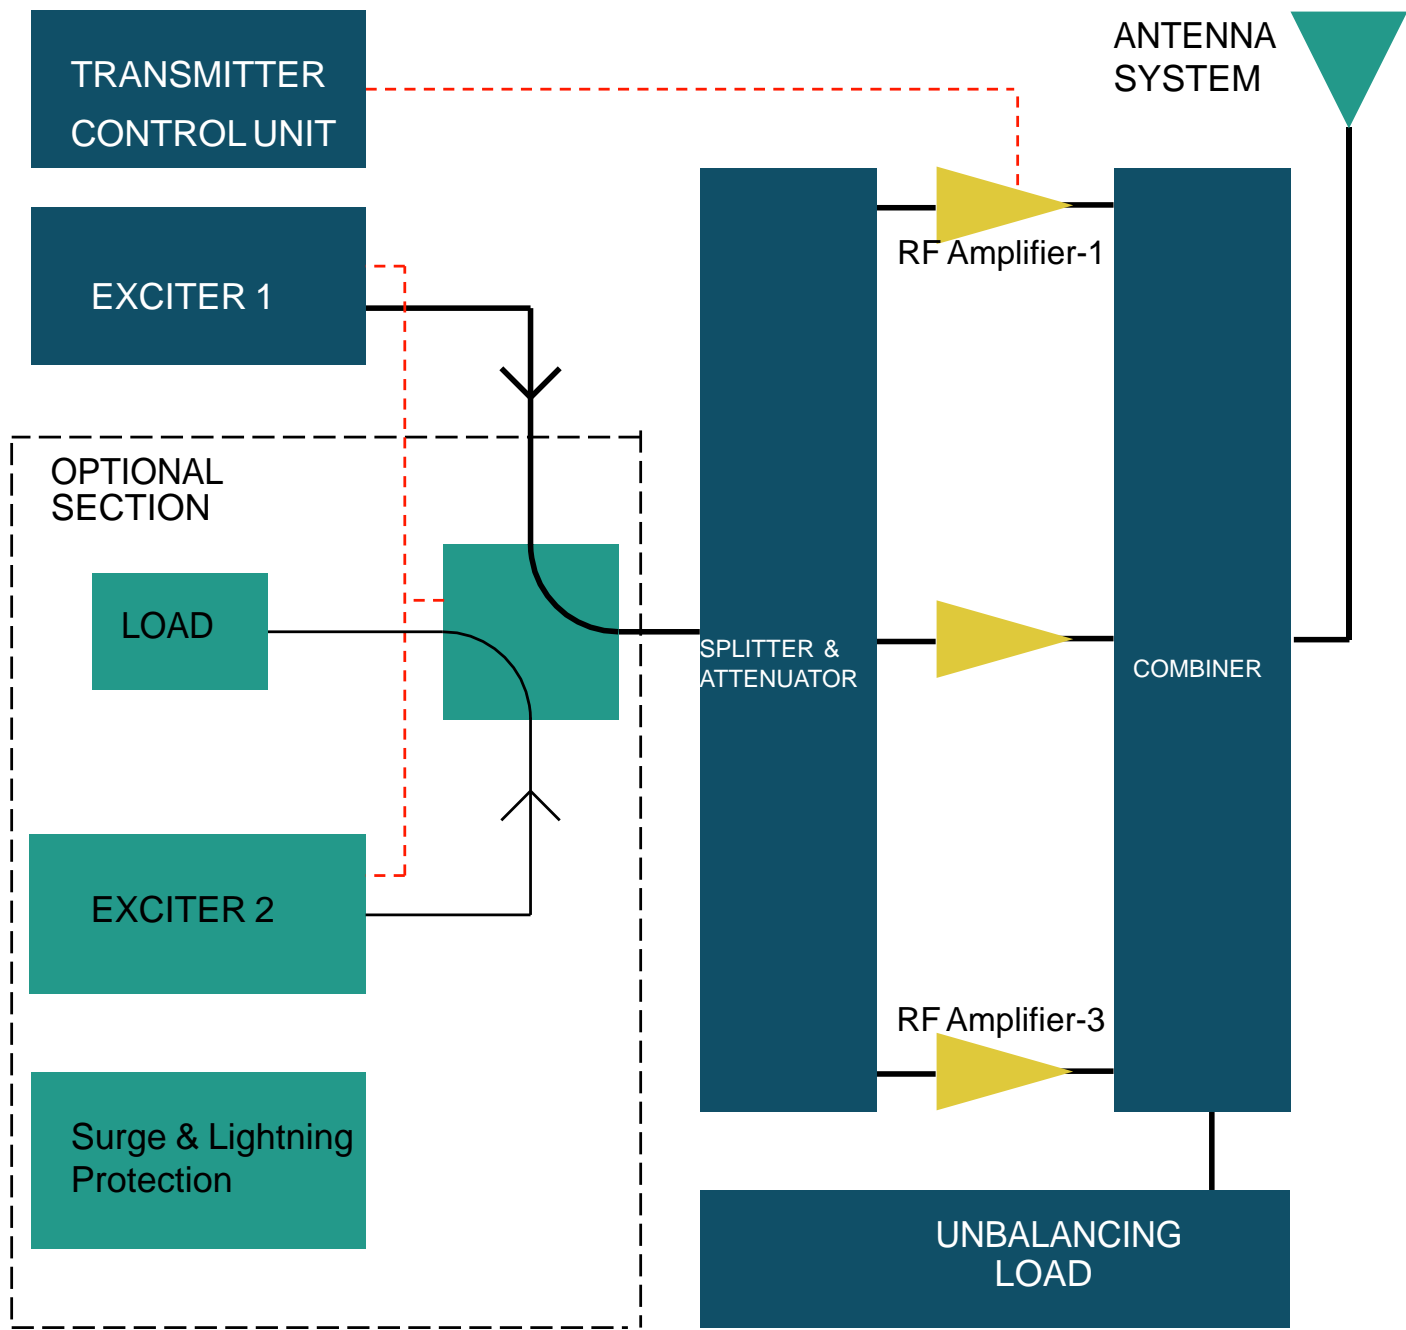 TRANSMITTER
CONTROL UNIT
ANTENNA
SYSTEM
RF Amplifier-1
EXCITER 1
OPTIONAL
SECTION
LOAD
SPLITTER &
ATTENUATOR
COMBINER
EXCITER 2
RF Amplifier-3
Surge & Lightning
Protection
UNBALANCING
LOAD